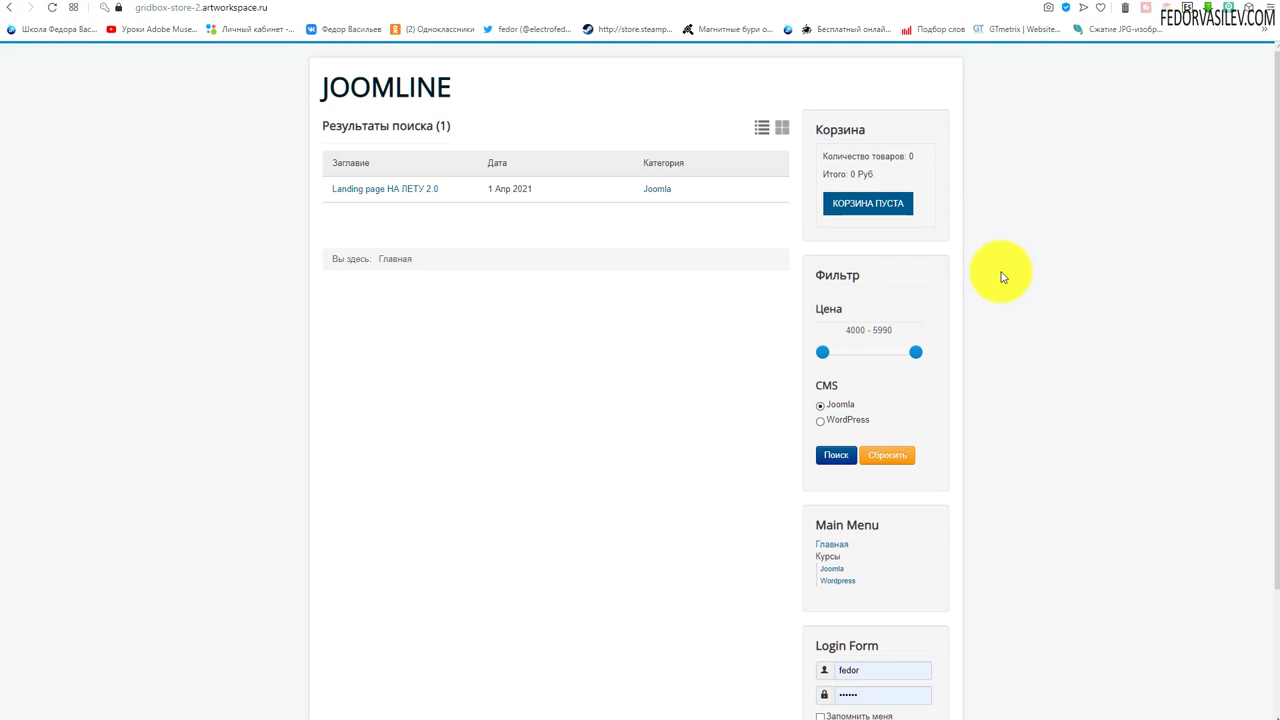 gridbox-store-2.artworkspace.ru
FEDORVASILEV.COM
Школа Федора Вас...
Уроки Adobe Muse...
Личный кабинет -...
Федор Васильев
(2) Одноклассники
fedor (@electrofed...
http://store.steamp...
Магнитные бури о...
Бесплатный онлай...
Подбор слов
GTmetrix | Website...
Сжатие JPG-изобр...
JOOMLINE
Результаты поиска (1)
Заглавие Дата Категория
Landing page НА ЛЕТУ 2.0 1 Апр 2021 Joomla
Вы здесь: Главная
Корзина
Количество товаров: 0
Итого: 0 Руб
КОРЗИНА ПУСТА
Фильтр
Цена
4000 - 5990
CMS
Joomla
WordPress
Поиск Сбросить
Main Menu
Главная
Курсы
Joomla
Wordpress
Login Form
fedor
••••••
Запомнить меня